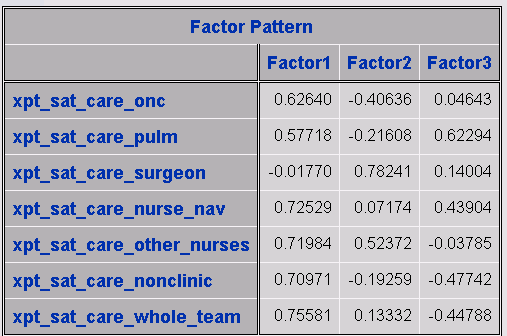 Factor Pattern
Factor1 Factor2 Factor3
xpt_sat_care_onc 0.62640 -0.40636 0.04643
xpt_sat_care_pulm 0.57718 -0.21608 0.62294
xpt_sat_care_surgeon -0.01770 0.78241 0.14004
xpt_sat_care_nurse_nav 0.72529 0.07174 0.43904
xpt_sat_care_other_nurses 0.71984 0.52372 -0.03785
xpt_sat_care_nonclinic 0.70971 -0.19259 -0.47742
xpt_sat_care_whole_team 0.75581 0.13332 -0.44788